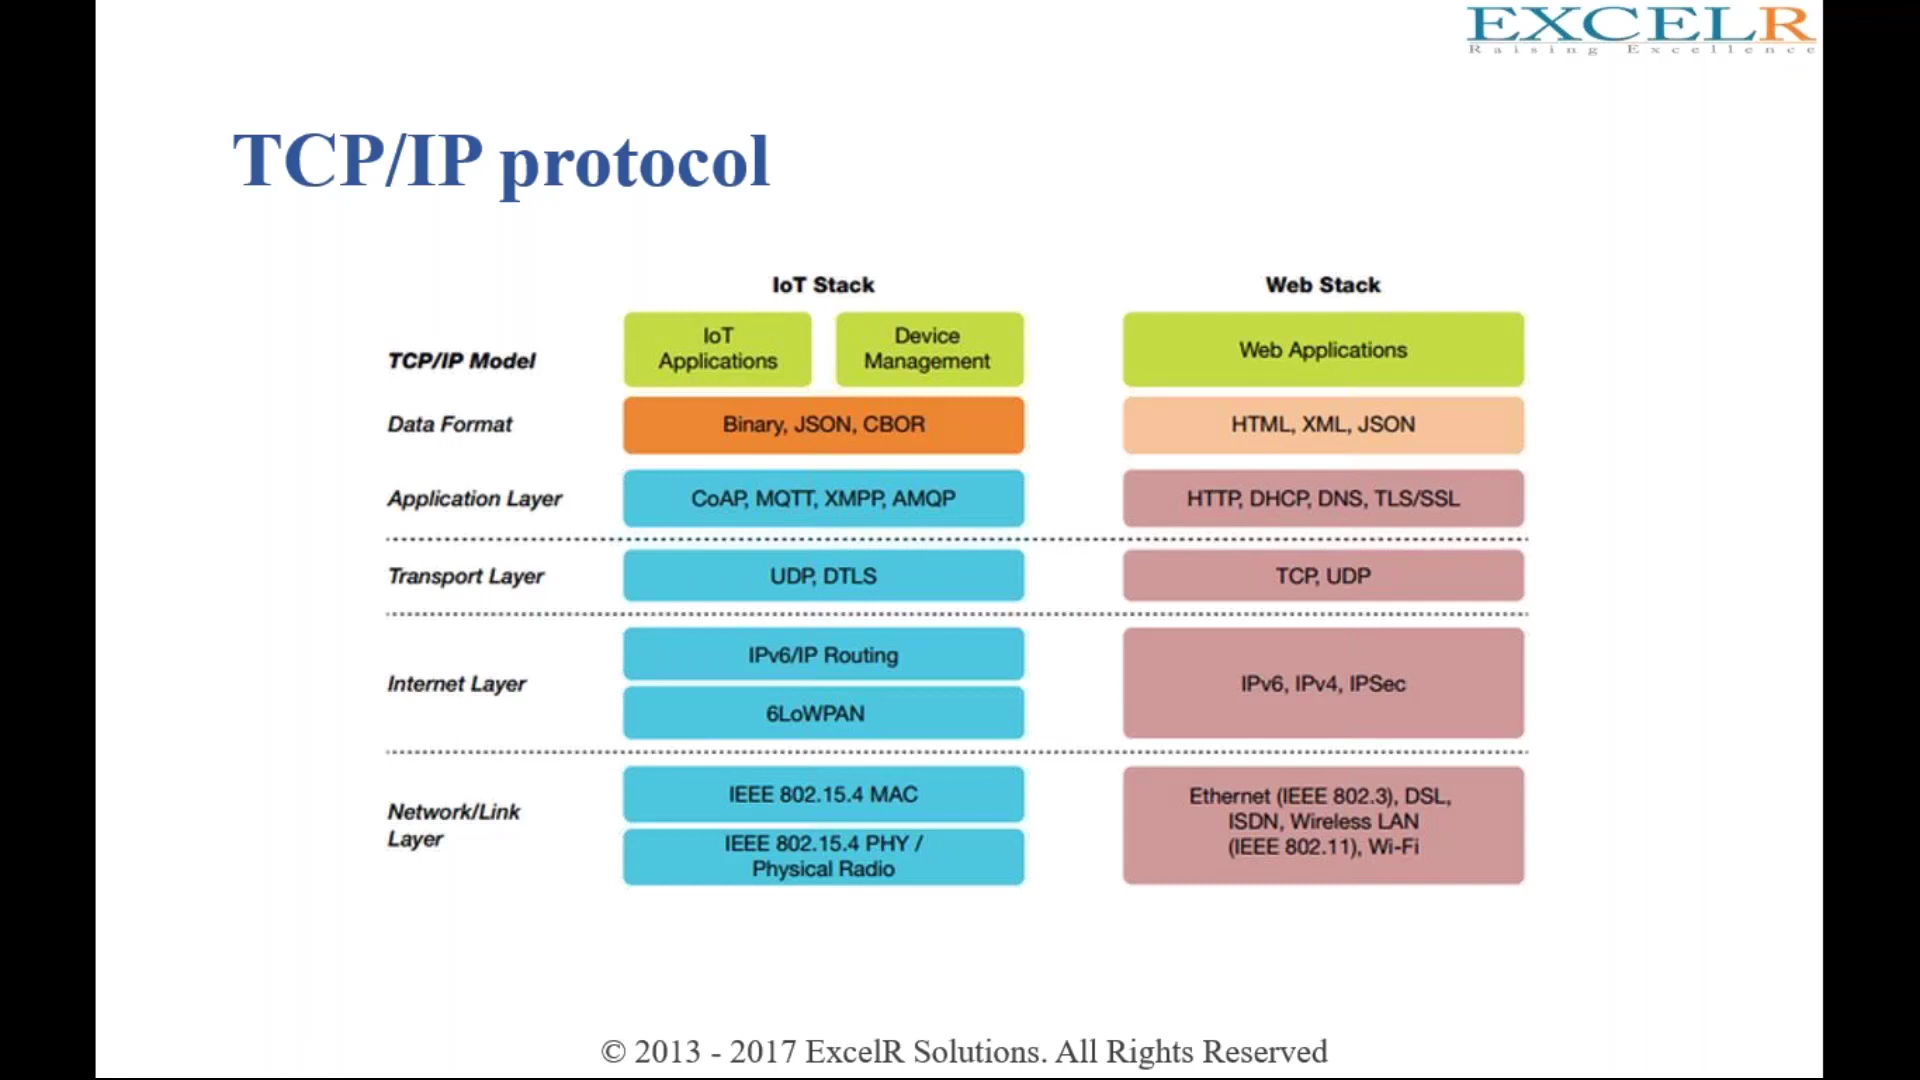 EXCELR
Raising Excellence
TCP/IP protocol
IoT Stack
Web Stack
TCP/IP Model
IoT
Applications
Device
Management
Web Applications
Data Format
Binary, JSON, CBOR
HTML, XML, JSON
Application Layer
CoAP, MQTT, XMPP, AMQP
HTTP, DHCP, DNS, TLS/SSL
Transport Layer
UDP, DTLS
TCP, UDP
Internet Layer
IPv6/IP Routing
6LoWPAN
IPv6, IPv4, IPSec
Network/Link
Layer
IEEE 802.15.4 MAC
IEEE 802.15.4 PHY /
Physical Radio
Ethernet (IEEE 802.3), DSL,
ISDN, Wireless LAN
(IEEE 802.11), Wi-Fi
© 2013 - 2017 ExcelR Solutions. All Rights Reserved